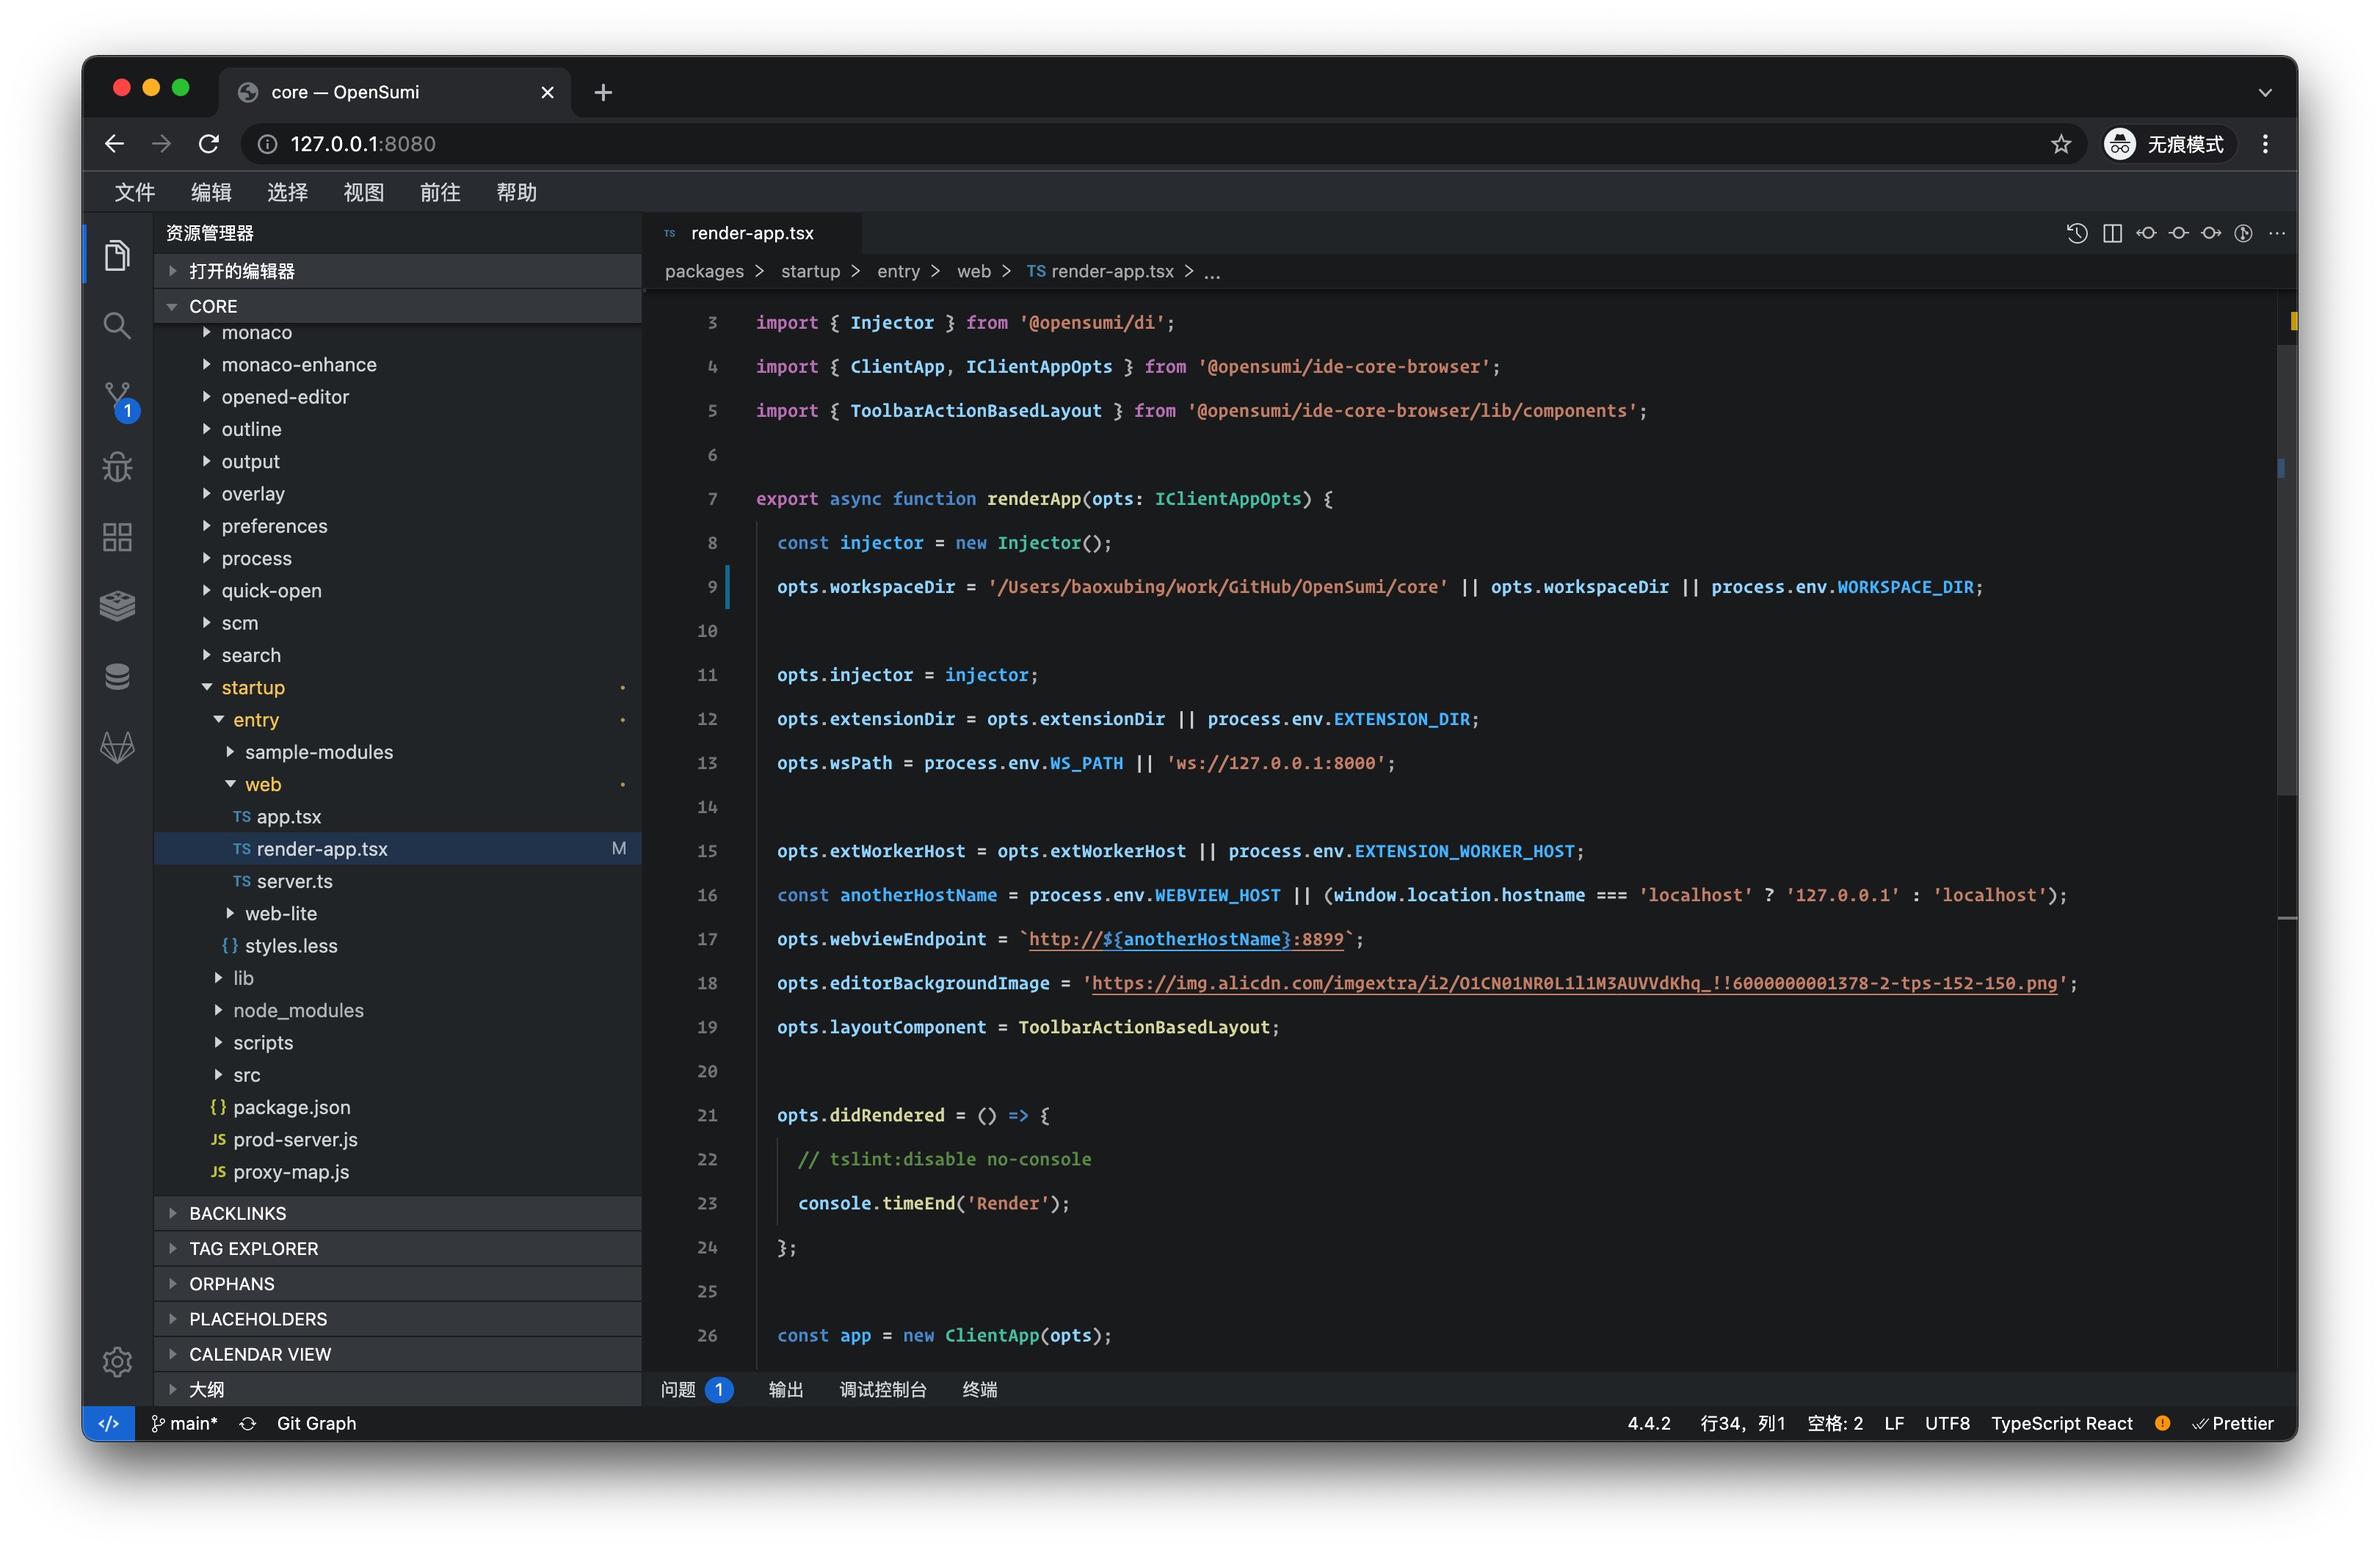 core — OpenSumi
127.0.0.1:8080
无痕模式
文件 编辑 选择 视图 前往 帮助
资源管理器
打开的编辑器
CORE
monaco
monaco-enhance
opened-editor
outline
output
overlay
preferences
process
quick-open
scm
search
startup
entry
sample-modules
web
TS app.tsx
TS render-app.tsx M
TS server.ts
web-lite
{} styles.less
lib
node_modules
scripts
src
{} package.json
JS prod-server.js
JS proxy-map.js
BACKLINKS
TAG EXPLORER
ORPHANS
PLACEHOLDERS
CALENDAR VIEW
大纲
1
TS render-app.tsx
packages > startup > entry > web > TS render-app.tsx > ...
3 import { Injector } from '@opensumi/di';
4 import { ClientApp, IClientAppOpts } from '@opensumi/ide-core-browser';
5 import { ToolbarActionBasedLayout } from '@opensumi/ide-core-browser/lib/components';
6
7 export async function renderApp(opts: IClientAppOpts) {
8 const injector = new Injector();
9 opts.workspaceDir = '/Users/baoxubing/work/GitHub/OpenSumi/core' || opts.workspaceDir || process.env.WORKSPACE_DIR;
10
11 opts.injector = injector;
12 opts.extensionDir = opts.extensionDir || process.env.EXTENSION_DIR;
13 opts.wsPath = process.env.WS_PATH || 'ws://127.0.0.1:8000';
14
15 opts.extWorkerHost = opts.extWorkerHost || process.env.EXTENSION_WORKER_HOST;
16 const anotherHostName = process.env.WEBVIEW_HOST || (window.location.hostname === 'localhost' ? '127.0.0.1' : 'localhost');
17 opts.webviewEndpoint = `http://${anotherHostName}:8899`;
18 opts.editorBackgroundImage = 'https://img.alicdn.com/imgextra/i2/O1CN01NR0L1l1M3AUVVdKhq_!!6000000001378-2-tps-152-150.png';
19 opts.layoutComponent = ToolbarActionBasedLayout;
20
21 opts.didRendered = () => {
22 // tslint:disable no-console
23 console.timeEnd('Render');
24 };
25
26 const app = new ClientApp(opts);
问题 1 输出 调试控制台 终端
main* Git Graph 4.4.2 行34，列1 空格: 2 LF UTF8 TypeScript React Prettier